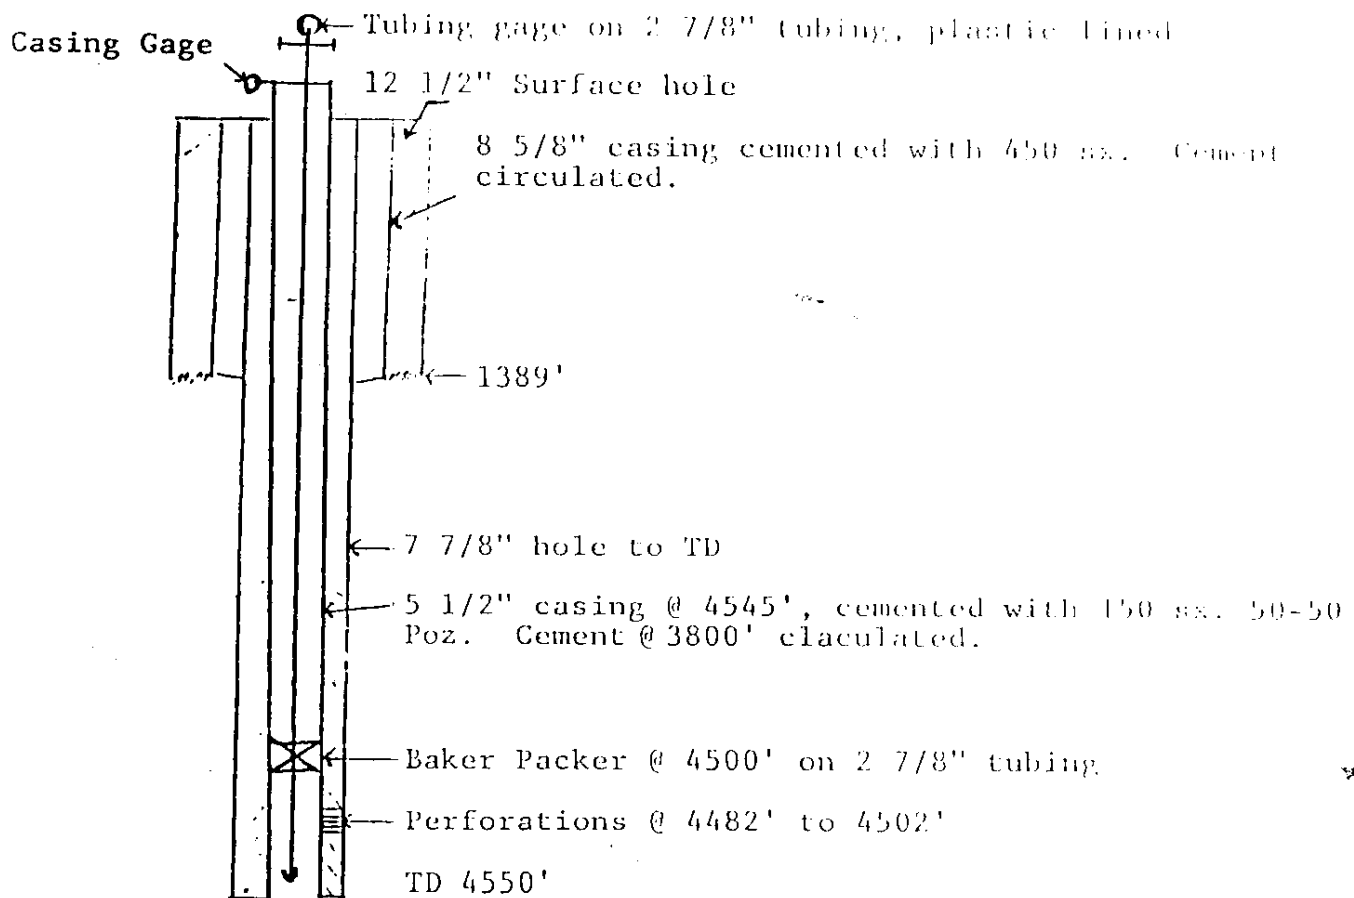 Tubing gage on 2 7/8" tubing, plastic lined
Casing Gage
12 1/2" Surface hole
8 5/8" casing cemented with 450 sx. Cement
circulated.
1389'
7 7/8" hole to TD
5 1/2" casing @ 4545', cemented with 150 sx. 50-50
Poz. Cement @ 3800' claculated.
Baker Packer @ 4500' on 2 7/8" tubing
Perforations @ 4482' to 4502'
TD 4550'